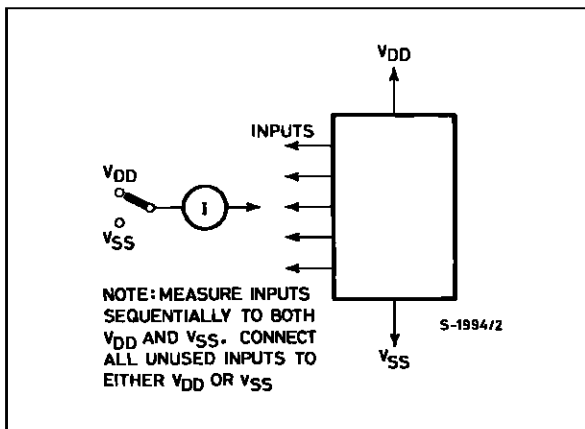 VDD
INPUTS
VDD
I
VSS
NOTE: MEASURE INPUTS
SEQUENTIALLY TO BOTH
VDD AND VSS. CONNECT
ALL UNUSED INPUTS TO
EITHER VDD OR VSS
S-1994/2
VSS